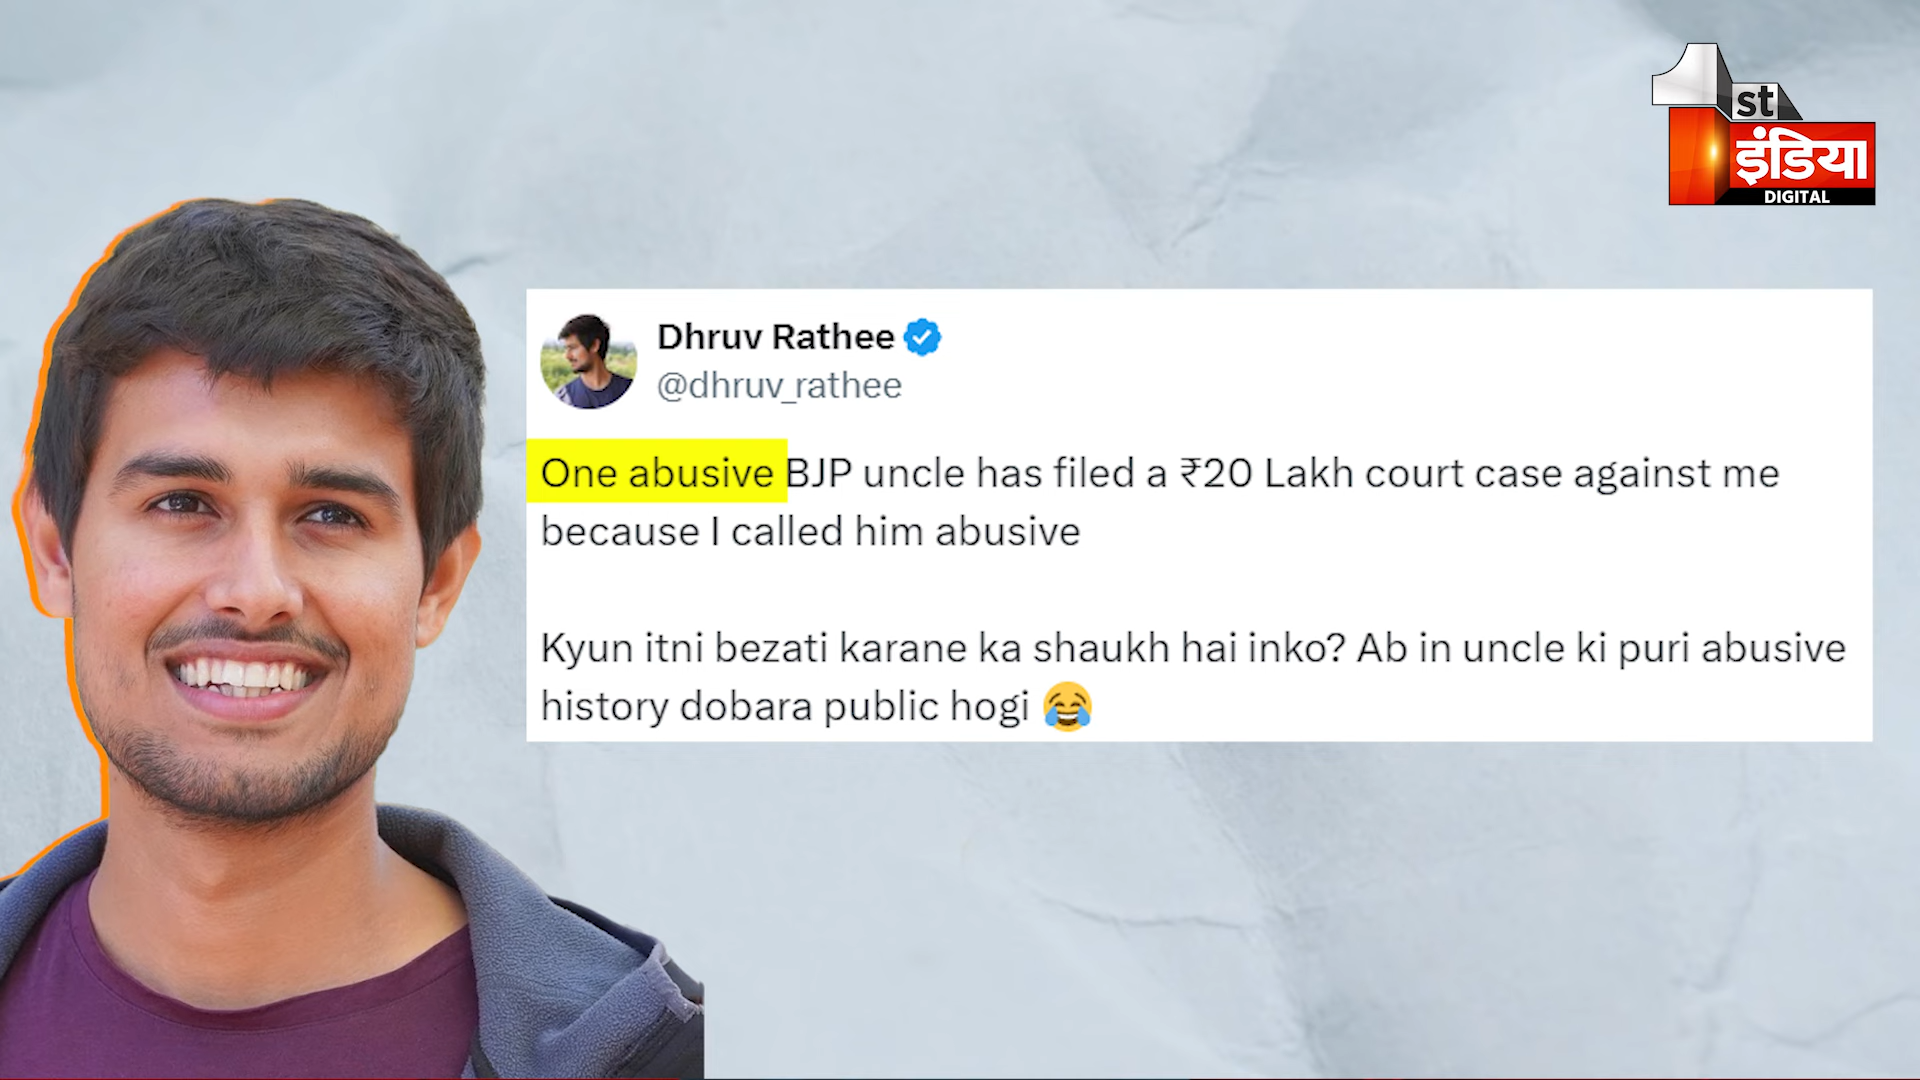 1st
इंडिया
DIGITAL
Dhruv Rathee
@dhruv_rathee
One abusive BJP uncle has filed a ₹20 Lakh court case against me
because I called him abusive
Kyun itni bezati karane ka shaukh hai inko? Ab in uncle ki puri abusive
history dobara public hogi 😂